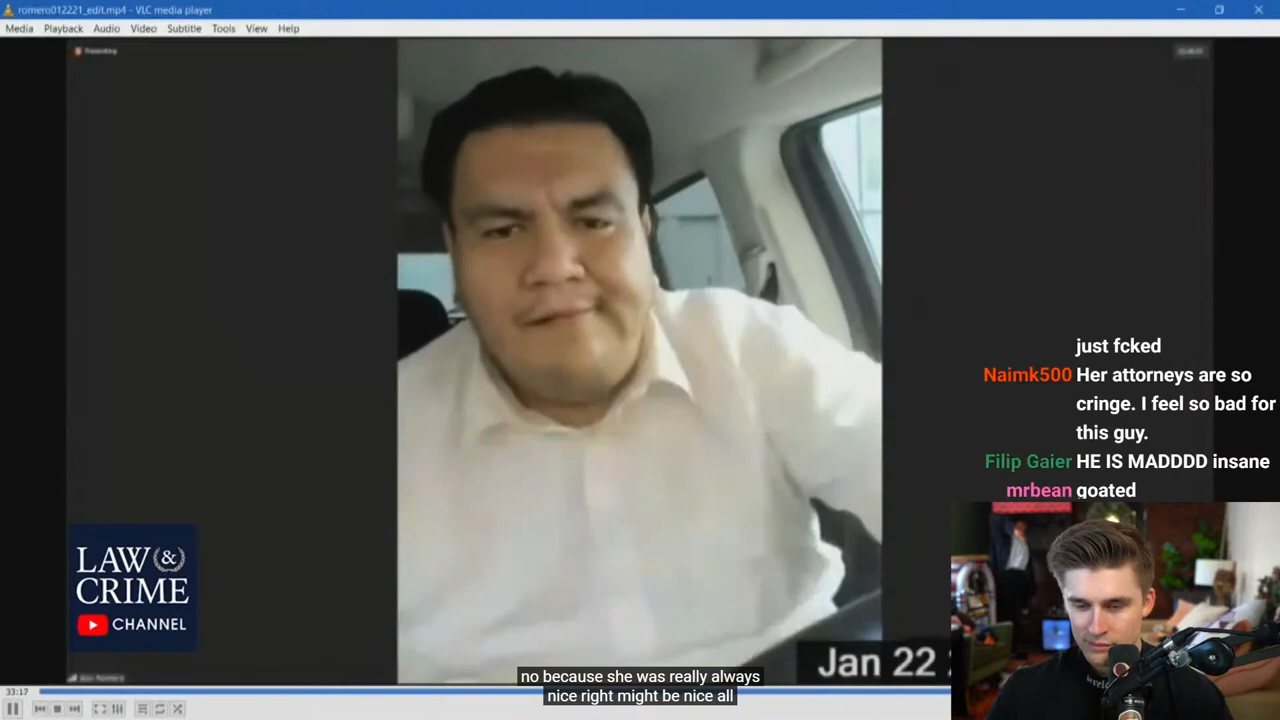 romero012221_edit.mp4 - VLC media player
Media Playback Audio Video Subtitle Tools View Help
Presenting
just fcked
Naimk500 Her attorneys are so
cringe. I feel so bad for
this guy.
Filip Gaier HE IS MADDDD insane
mrbean goated
LAW &
CRIME
CHANNEL
Jan 22
no because she was really always
nice right might be nice all
33:17